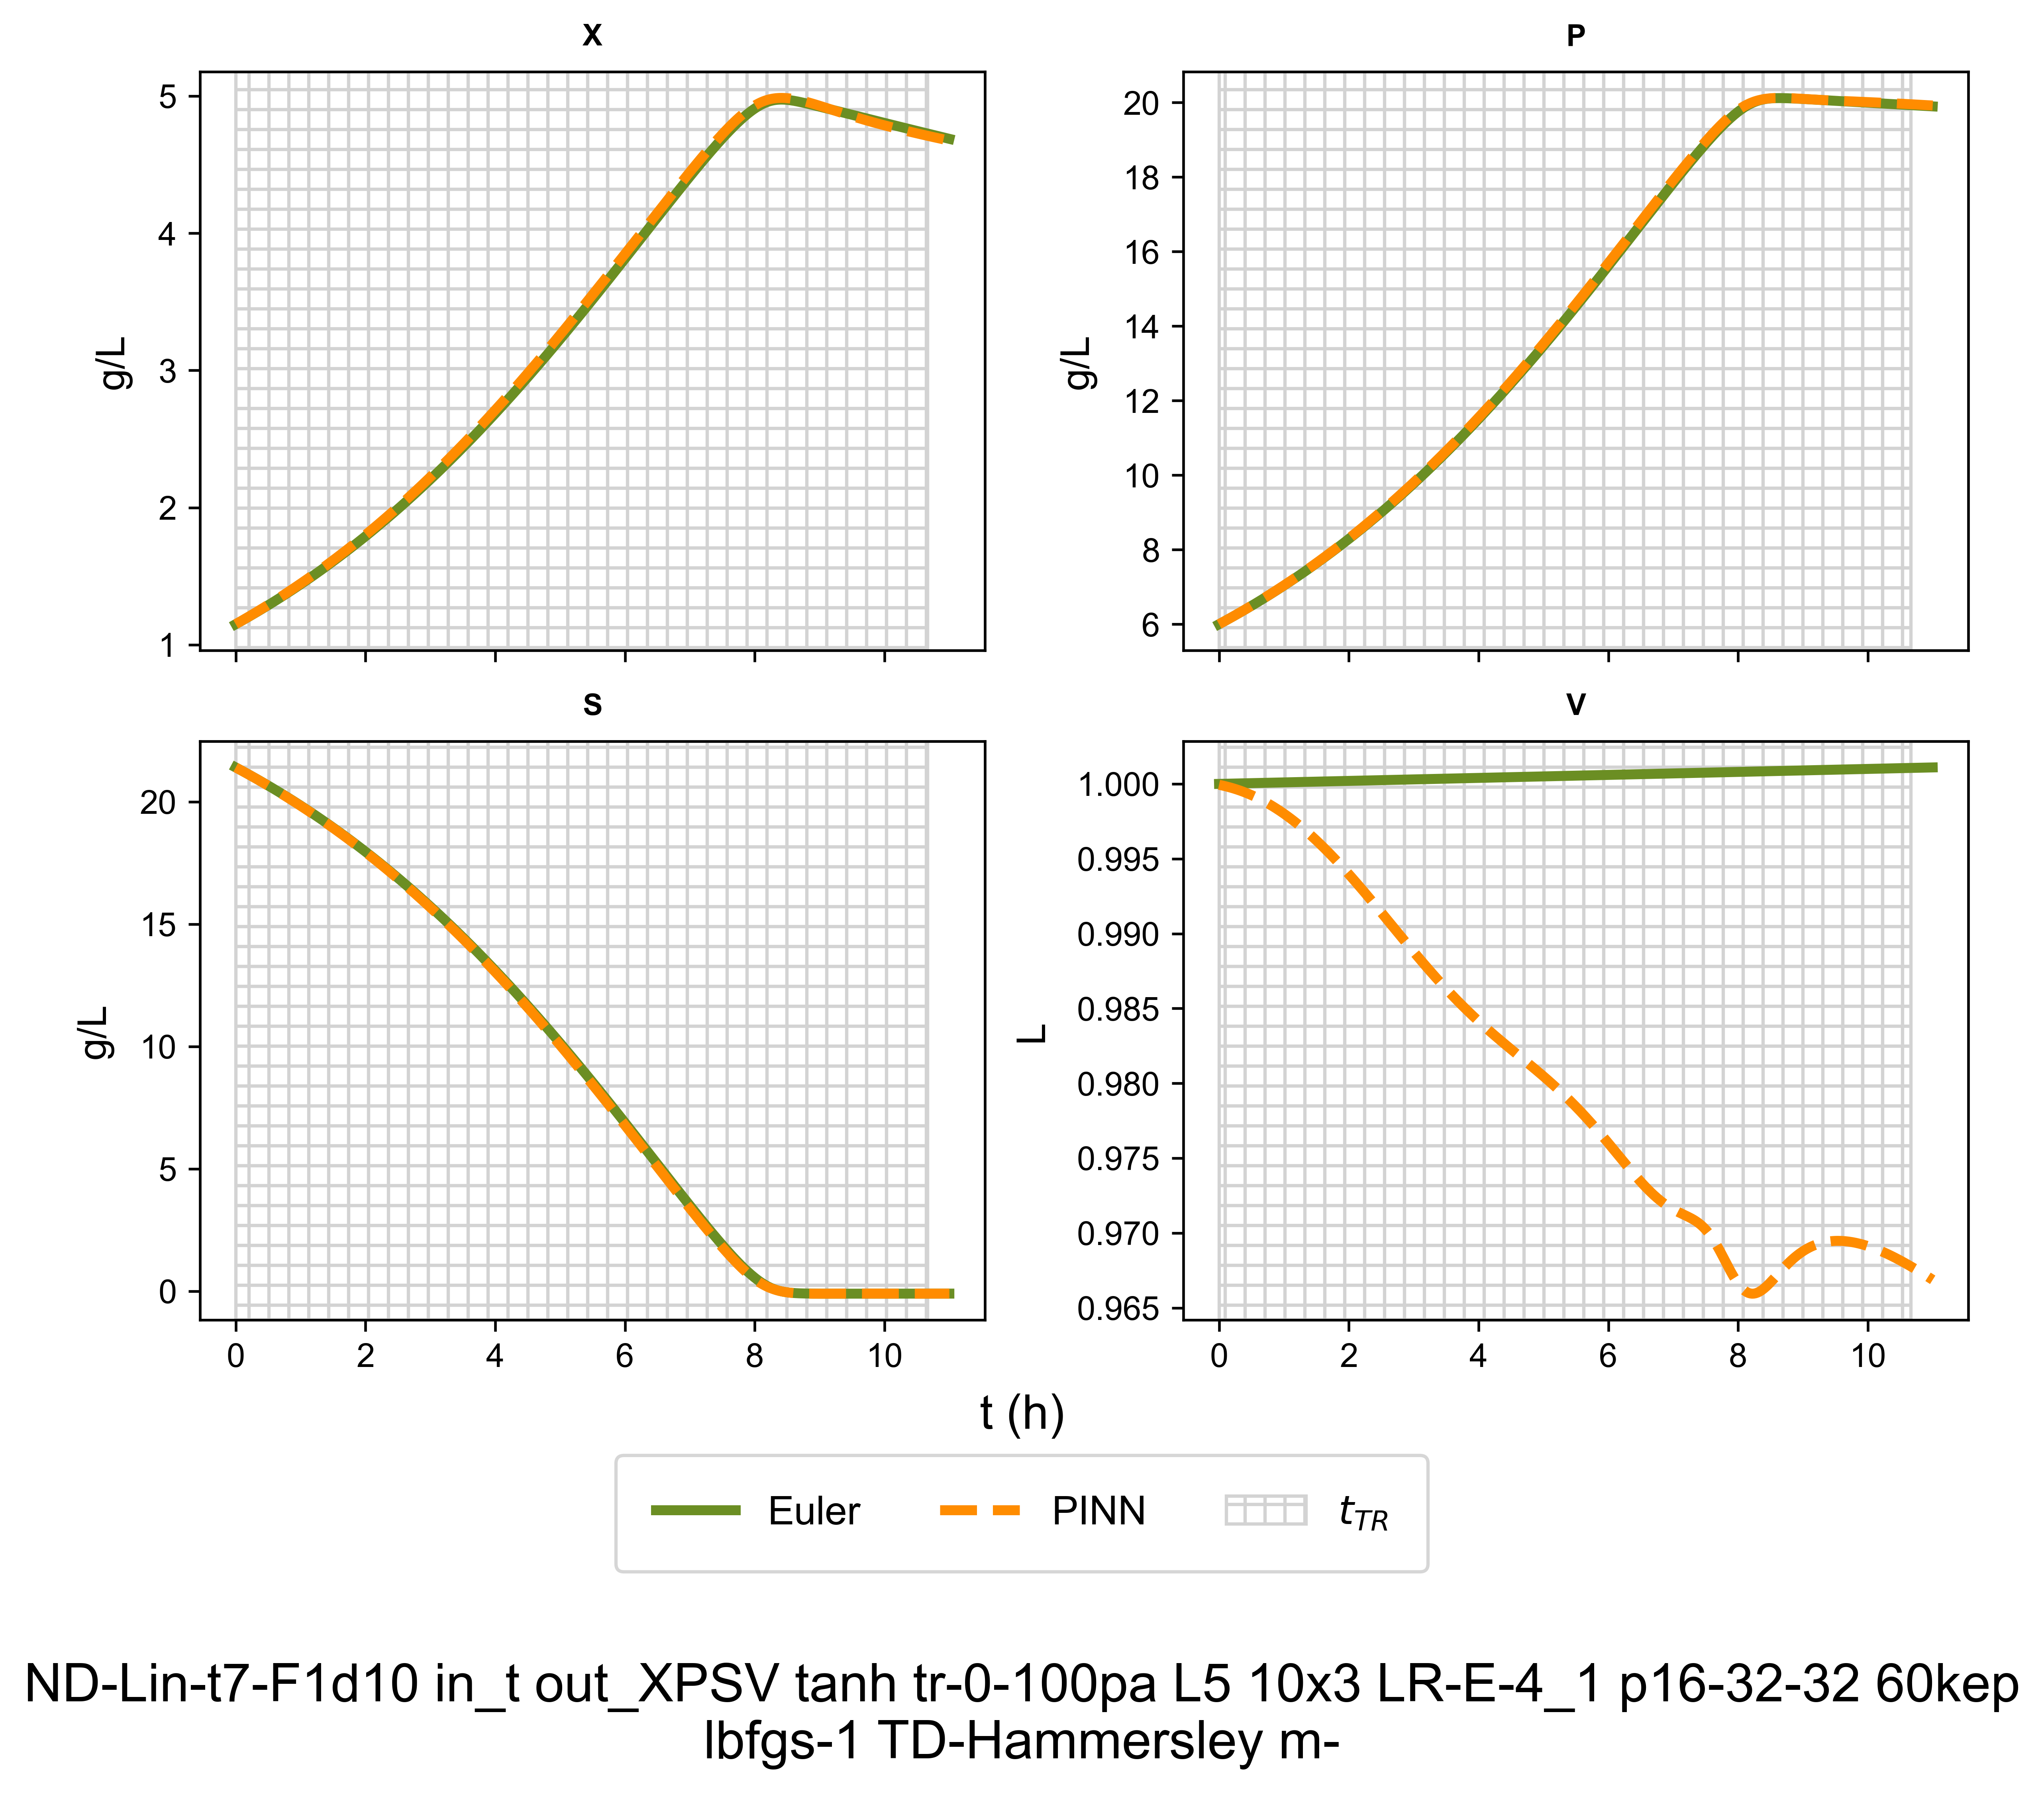 X
P
5
4
3
2
1
g/L
20
18
16
14
12
10
8
6
g/L
S
V
20
15
10
5
0
g/L
0
2
4
6
8
10
1.000
0.995
0.990
0.985
0.980
0.975
0.970
0.965
L
0
2
4
6
8
10
t (h)
Euler
PINN
t_TR
ND-Lin-t7-F1d10 in_t out_XPSV tanh tr-0-100pa L5 10x3 LR-E-4_1 p16-32-32 60kep
lbfgs-1 TD-Hammersley m-